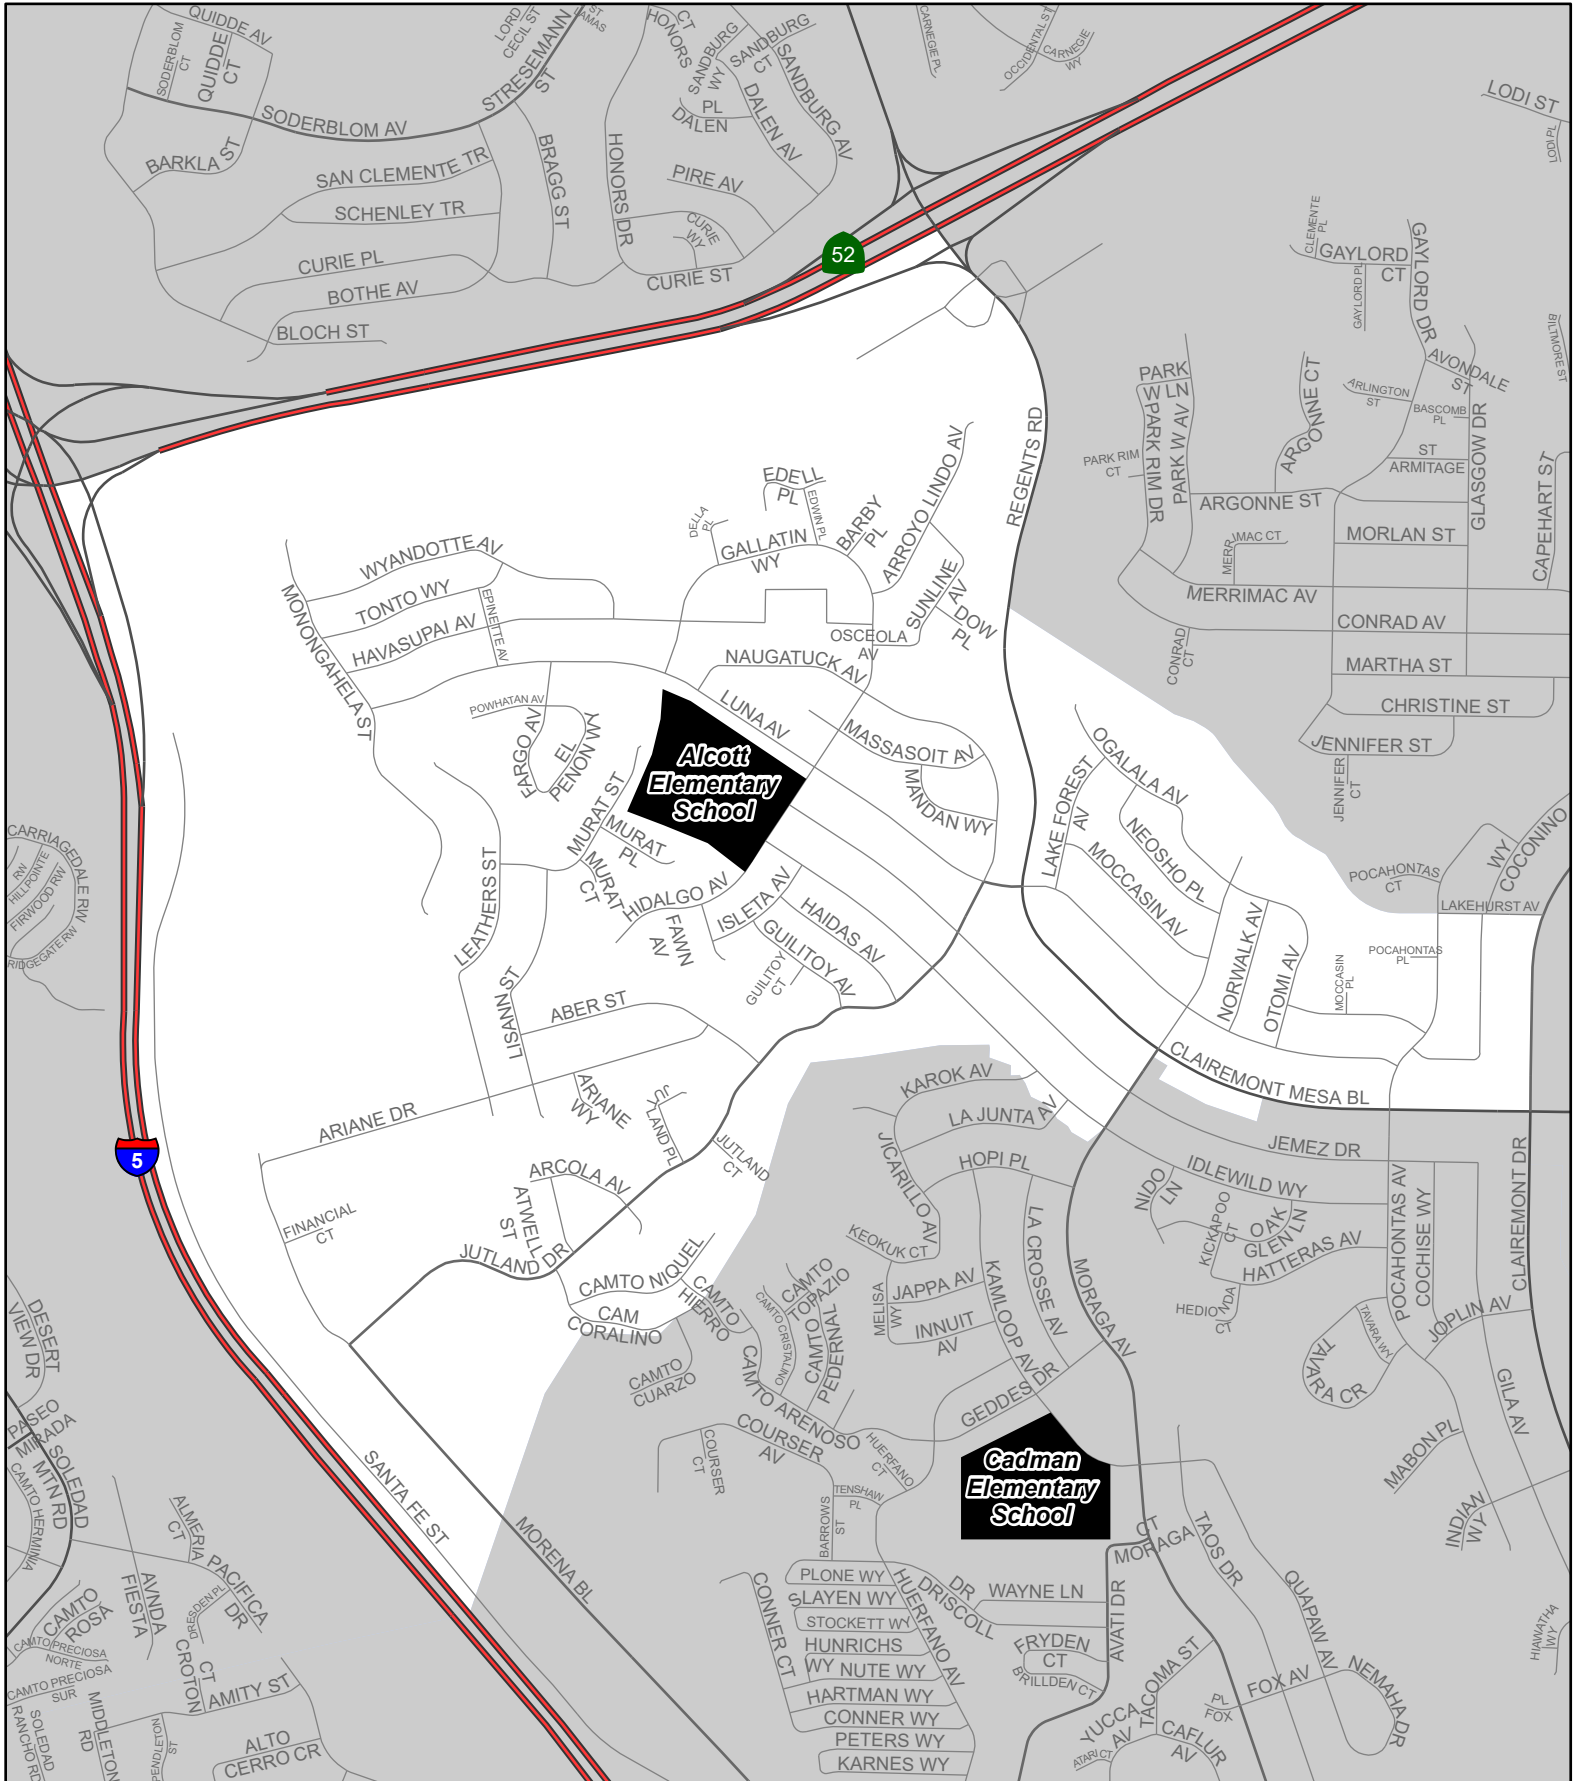 QUIDDE AV
SODERBLOM
CT
QUIDDE
CT
LORD
CECIL ST
STRESEMANN
ST
ST
LAMAS
HONORS
CT
SANDBURG
WY
SANDBURG
CT
SANDBURG AV
CARNEGIE PL
OCCIDENTAL ST
CARNEGIE
WY
LODI ST
LODI PL
SODERBLOM AV
BARKLA ST
SAN CLEMENTE TR
SCHENLEY TR
BRAGG ST
HONORS DR
PL
DALEN
DALEN AV
PIRE AV
CURIE
WY
CURIE ST
CURIE PL
BOTHE AV
BLOCH ST
52
CLEMENTE
PL
GAYLORD
CT
GAYLORD PL
GAYLORD DR
BILTMORE ST
AVONDALE
ST
ARLINGTON
ST
BASCOMB
PL
ST
ARMITAGE
GLASGOW DR
CAPEHART ST
PARK
W LN
PARK RIM DR
PARK W AV
PARK RIM
CT
ARGONNE CT
ARGONNE ST
MERRIMAC CT
MORLAN ST
MERRIMAC AV
CONRAD AV
CONRAD
CT
MARTHA ST
CHRISTINE ST
JENNIFER ST
JENNIFER
CT
REGENTS RD
EDELL
PL
EDWIN PL
DELLA
PL
BARBY
PL
ARROYO LINDO AV
GALLATIN
WY
SUNLINE
AV
DOW
PL
OSCEOLA
AV
WYANDOTTE AV
TONTO WY
EPINETTE AV
HAVASUPAI AV
MONONGAHELA ST
NAUGATUCK AV
LUNA AV
MASSASOIT AV
MANDAN WY
POWHATAN AV
FARGO AV
EL
PENON WY
Alcott
Elementary
School
MURAT ST
MURAT
PL
MURAT
CT
HIDALGO AV
FAWN
AV
ISLETA AV
HAIDAS AV
GUILITOY AV
GUILITOY
CT
LEATHERS ST
LISANN ST
ABER ST
OGALALA AV
LAKE FOREST
AV
NEOSHO PL
MOCCASIN AV
NORWALK AV
OTOMI AV
MOCCASIN
PL
POCAHONTAS
CT
POCAHONTAS
PL
WY
COCONINO
LAKEHURST AV
CARRIAGEDALE RW
RW
HILLPOINTE
FIRWOOD RW
RIDGEGATE RW
CLAIREMONT MESA BL
ARIANE DR
ARIANE
WY
JUTLAND PL
JUTLAND
CT
ARCOLA AV
ATWELL
ST
JUTLAND DR
FINANCIAL
CT
5
KAROK AV
LA JUNTA AV
JICARILLO AV
HOPI PL
KEOKUK CT
MELISA
WY
JAPPA AV
INNUIT
AV
KAMLOOP AV
LA CROSSE AV
MORAGA AV
GEDDES DR
JEMEZ DR
IDLEWILD WY
NIDO
LN
KICKAPOO
CT
OAK
GLEN LN
HATTERAS AV
HEDIONDA
CT
POCAHONTAS AV
COCHISE WY
CLAIREMONT DR
JOPLIN AV
TAVARA WY
TAVARA CR
GILA AV
MABON PL
INDIAN
WY
CAMTO NIQUEL
CAM
CORALINO
CAMTO
HIERRO
CAMTO
CUARZO
CAMTO
TOPAZIO
CAMTO CRISTALINO
CAMTO
PEDERNAL
CAMTO ARENOSO
COURSER
AV
COURSER
CT
HUERFANO
CT
TENSHAW
PL
BARROWS
ST
Cadman
Elementary
School
DESERT
VIEW DR
PASEO
MIRADA
SOLEDAD
MTN RD
CAMTO HERMINIA
ALMERIA
CT
PACIFICA
DR
AVNDA
FIESTA
DRESDEN PL
CAMTO
ROSA
CAMTO PRECIOSA
NORTE
CAMTO PRECIOSA
SUR
SOLEDAD
RANCHO RD
MIDDLETON
RD
CT
CROTON
PENDLETON
ST
AMITY ST
ALTO
CERRO CR
SANTA FE ST
MORENA BL
CONNER CT
PLONE WY
SLAYEN WY
STOCKETT WY
HUNRICHS
WY
NUTE WY
HARTMAN WY
CONNER WY
PETERS WY
KARNES WY
HUERFANO AV
DR
DRISCOLL
WAYNE LN
FRYDEN
CT
BRILLDEN CT
AVATI DR
CT
MORAGA
TAOS DR
QUAPAW AV
TACOMA ST
YUCCA
AV
ATARI CT
CAFLUR
AV
PL
FOX
FOX AV
NEMAHA DR
HIAWATHA
WY